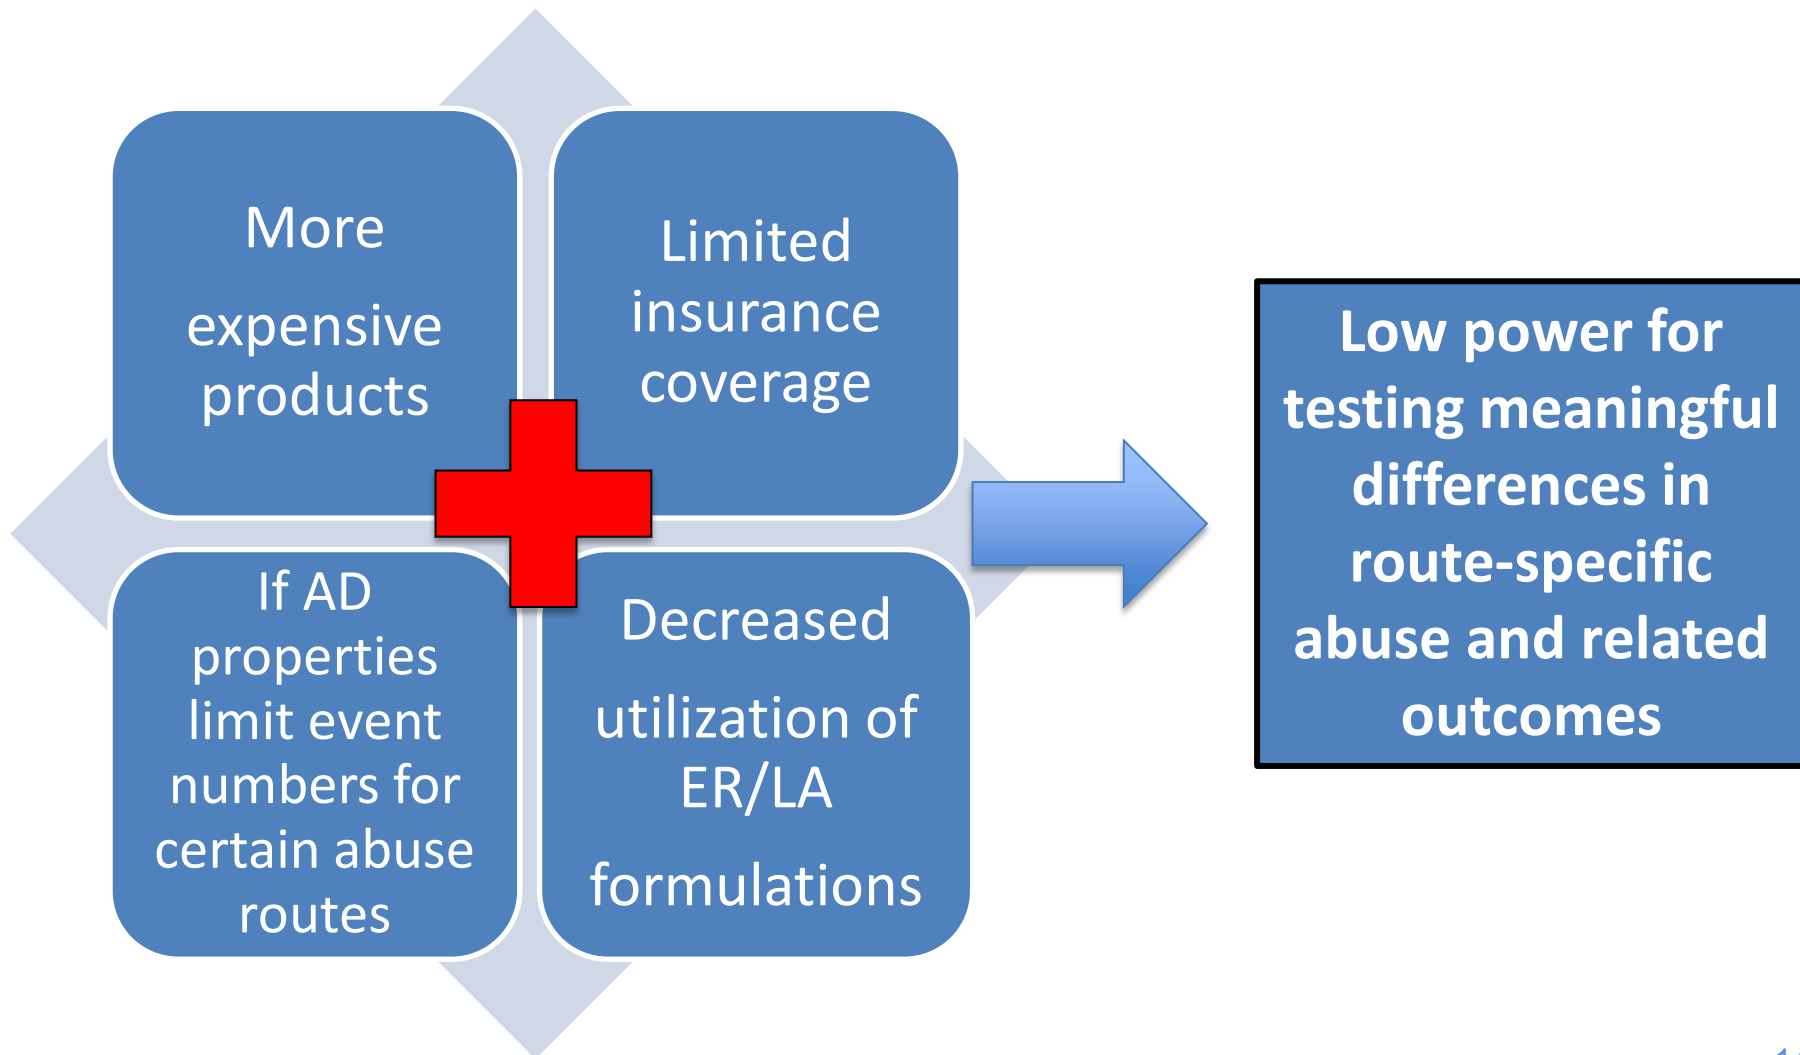 More
expensive
products
Limited
insurance
coverage
If AD
properties
limit event
numbers for
certain abuse
routes
Decreased
utilization of
ER/LA
formulations
Low power for
testing meaningful
differences in
route-specific
abuse and related
outcomes